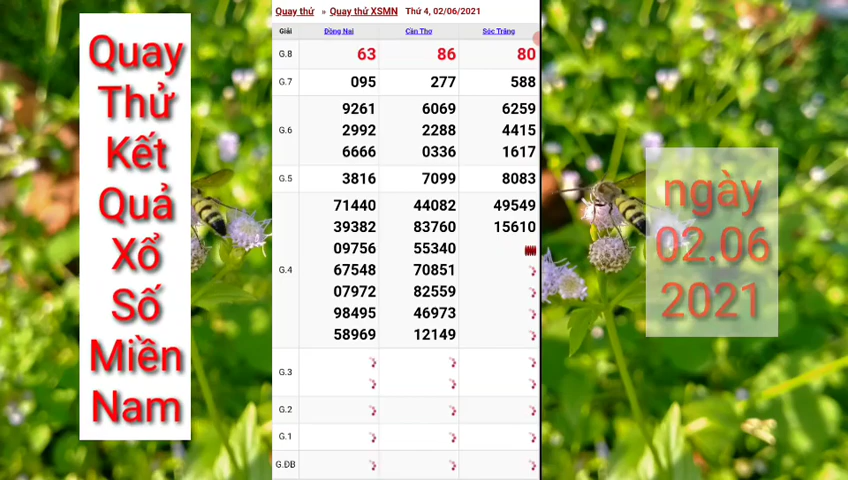 Quay
Thử
Kết
Quả
Xổ
Số
Miền
Nam
Quay thử » Quay thử XSMN Thứ 4, 02/06/2021
Giải Đồng Nai Cần Thơ Sóc Trăng
G.8 63 86 80
G.7 095 277 588
G.6 9261 6069 6259
2992 2288 4415
6666 0336 1617
G.5 3816 7099 8083
G.4 71440 44082 49549
39382 83760 15610
09756 55340
67548 70851
07972 82559
98495 46973
58969 12149
G.3
G.2
G.1
G.ĐB
ngày
02.06
2021